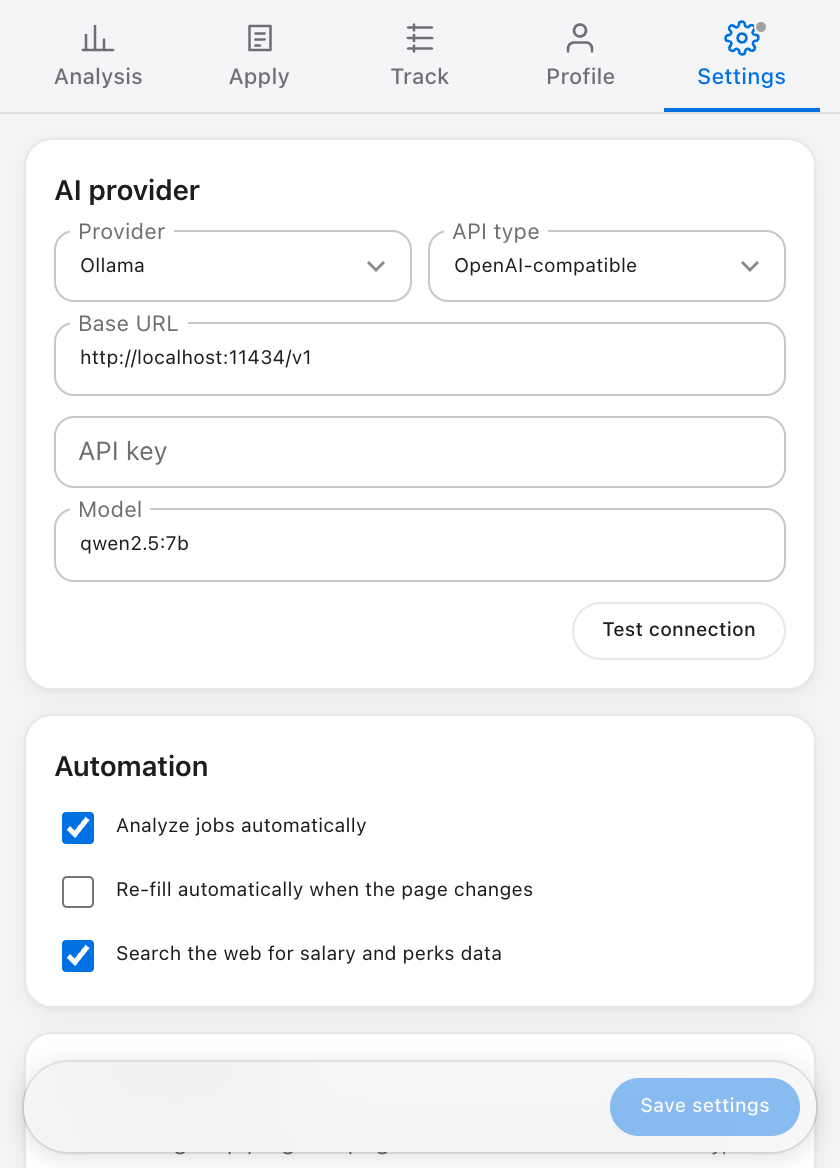 Analysis
Apply
Track
Profile
Settings
AI provider
Provider
Ollama
API type
OpenAI-compatible
Base URL
http://localhost:11434/v1
API key
Model
qwen2.5:7b
Test connection
Automation
Analyze jobs automatically
Re-fill automatically when the page changes
Search the web for salary and perks data
Save settings